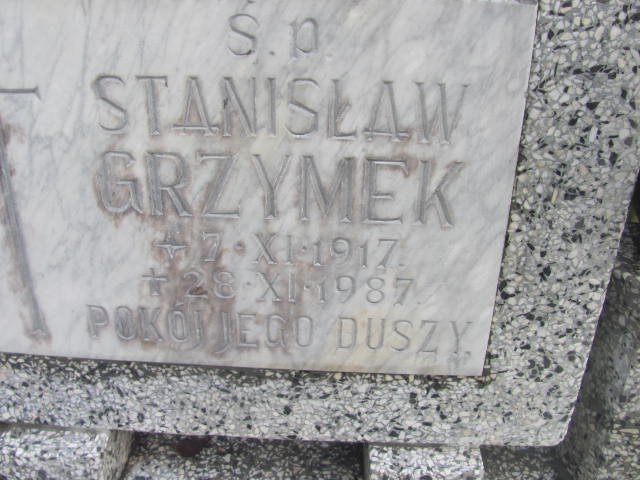 Ś.p.
STANISŁAW
GRZYMEK
7·XI·1917.
+ 28·XI·1987.
POKÓJ JEGO DUSZY